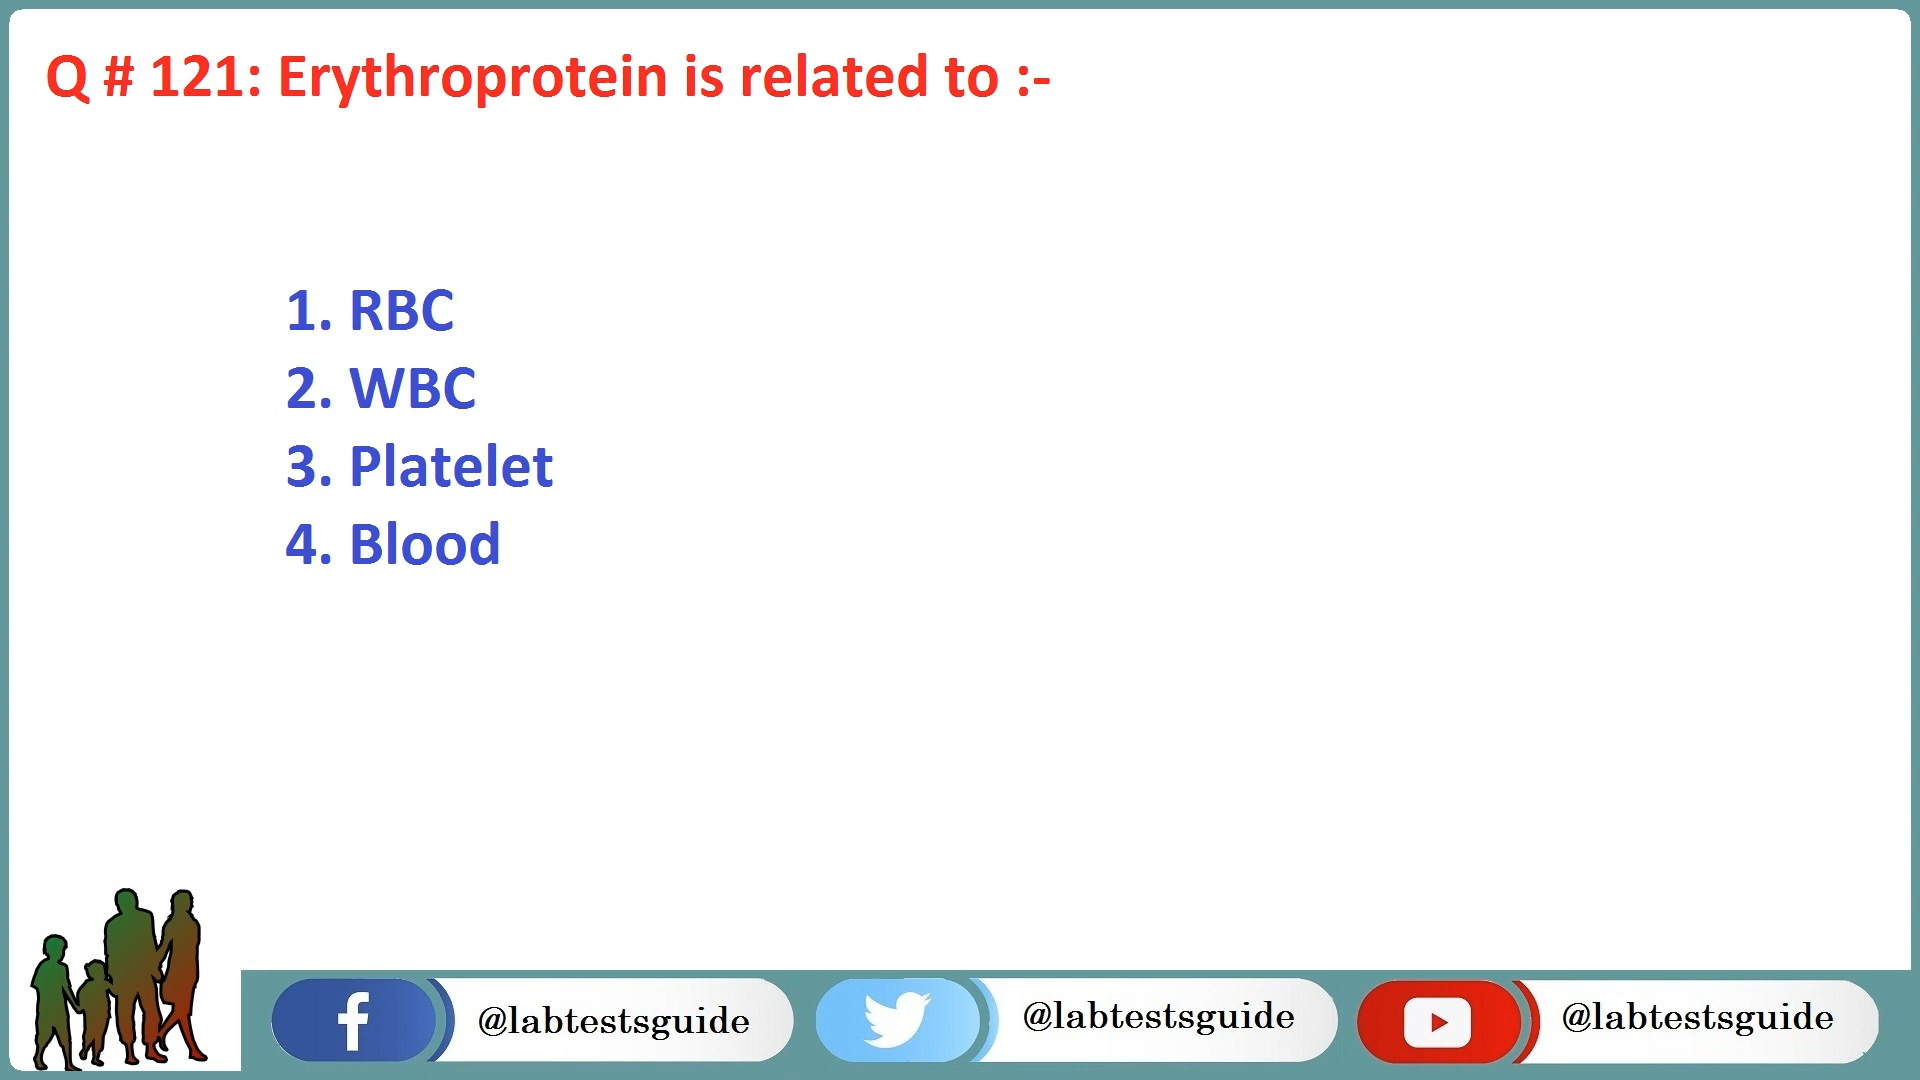 Q # 121: Erythroprotein is related to :-
1. RBC
2. WBC
3. Platelet
4. Blood
@labtestsguide
@labtestsguide
@labtestsguide